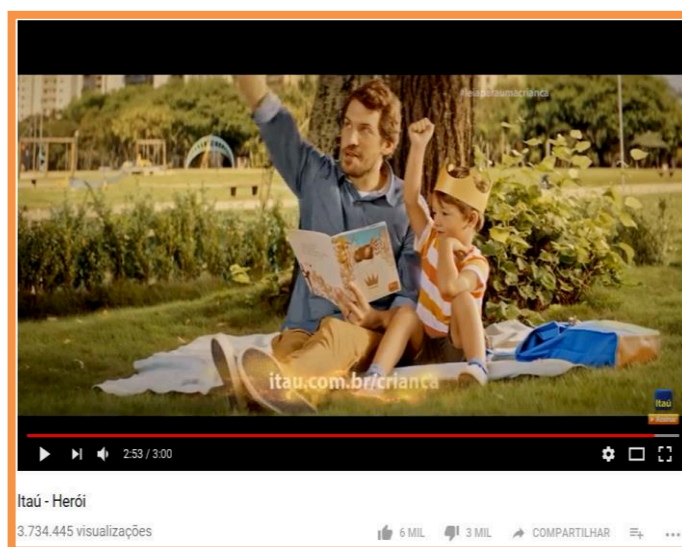 #leiaparaumacrianca
itau.com.br/criança
Itaú
2:53 / 3:00
Itaú - Herói
3.734.445 visualizações
6 MIL
3 MIL
COMPARTILHAR